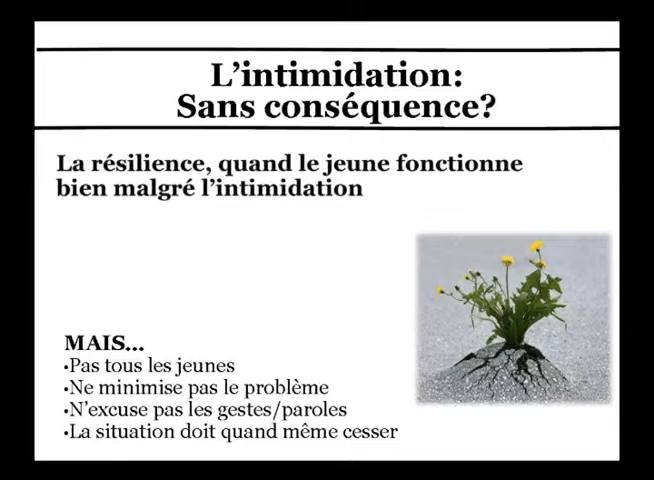 L'intimidation:
Sans conséquence?
La résilience, quand le jeune fonctionne
bien malgré l'intimidation
MAIS...
•Pas tous les jeunes
•Ne minimise pas le problème
•N'excuse pas les gestes/paroles
•La situation doit quand même cesser